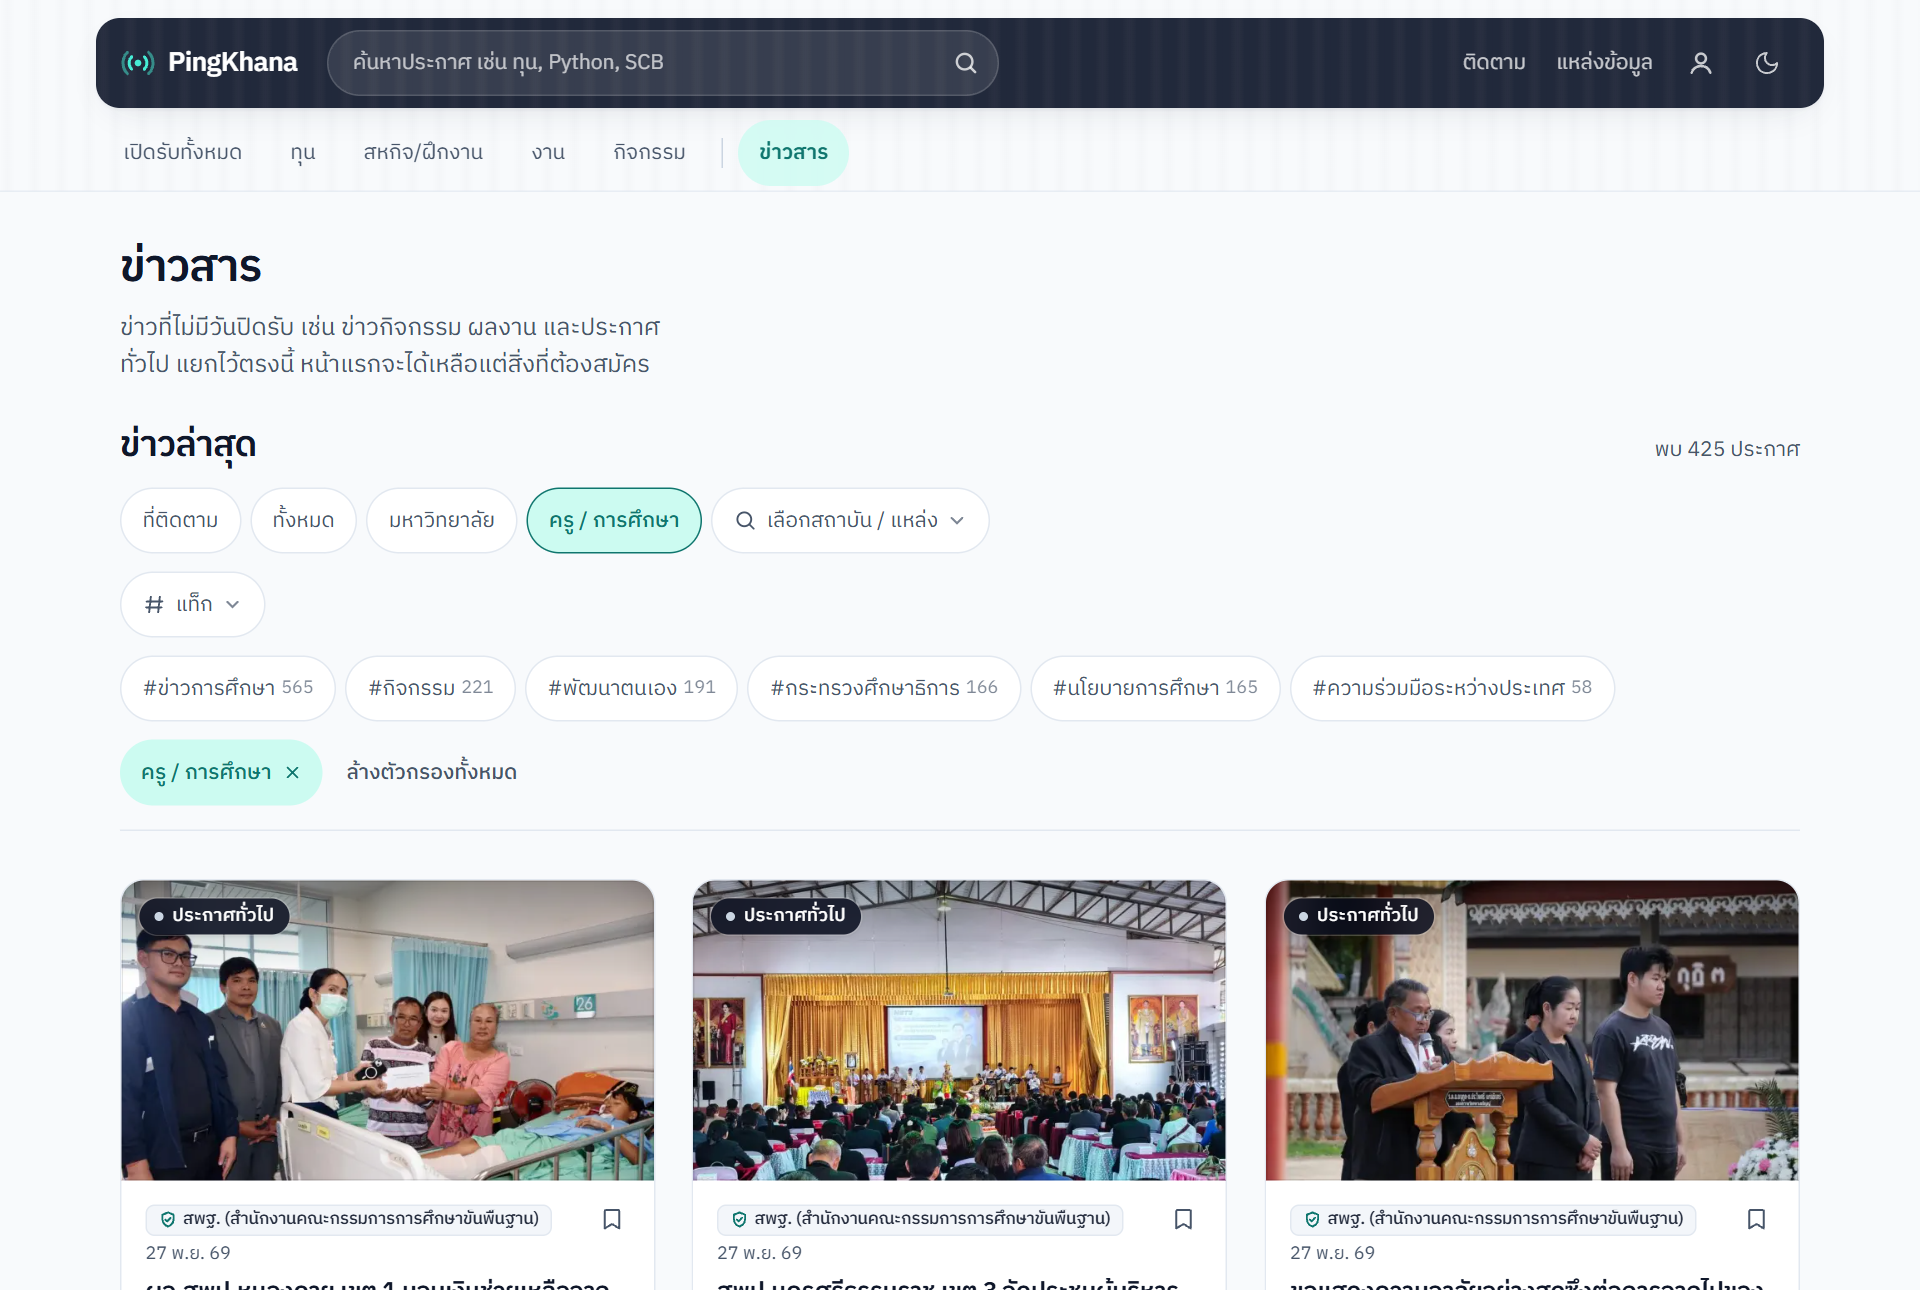 PingKhana
ค้นหาประกาศ เช่น ทุน, Python, SCB
ติดตาม
แหล่งข้อมูล
เปิดรับทั้งหมด
ทุน
สหกิจ/ฝึกงาน
งาน
กิจกรรม
ข่าวสาร
ข่าวสาร
ข่าวที่ไม่มีวันปิดรับ เช่น ข่าวกิจกรรม ผลงาน และประกาศ
ทั่วไป แยกไว้ตรงนี้ หน้าแรกจะได้เหลือแต่สิ่งที่ต้องสมัคร
ข่าวล่าสุด
พบ 425 ประกาศ
ที่ติดตาม
ทั้งหมด
มหาวิทยาลัย
ครู / การศึกษา
เลือกสถาบัน / แหล่ง
# แท็ก
#ข่าวการศึกษา 565
#กิจกรรม 221
#พัฒนาตนเอง 191
#กระทรวงศึกษาธิการ 166
#นโยบายการศึกษา 165
#ความร่วมมือระหว่างประเทศ 58
ครู / การศึกษา
ล้างตัวกรองทั้งหมด
ประกาศทั่วไป
26
สพฐ. (สำนักงานคณะกรรมการการศึกษาขั้นพื้นฐาน)
27 พ.ย. 69
ประกาศทั่วไป
สพฐ. (สำนักงานคณะกรรมการการศึกษาขั้นพื้นฐาน)
27 พ.ย. 69
ประกาศทั่วไป
กุฏิ ๓
สพฐ. (สำนักงานคณะกรรมการการศึกษาขั้นพื้นฐาน)
27 พ.ย. 69